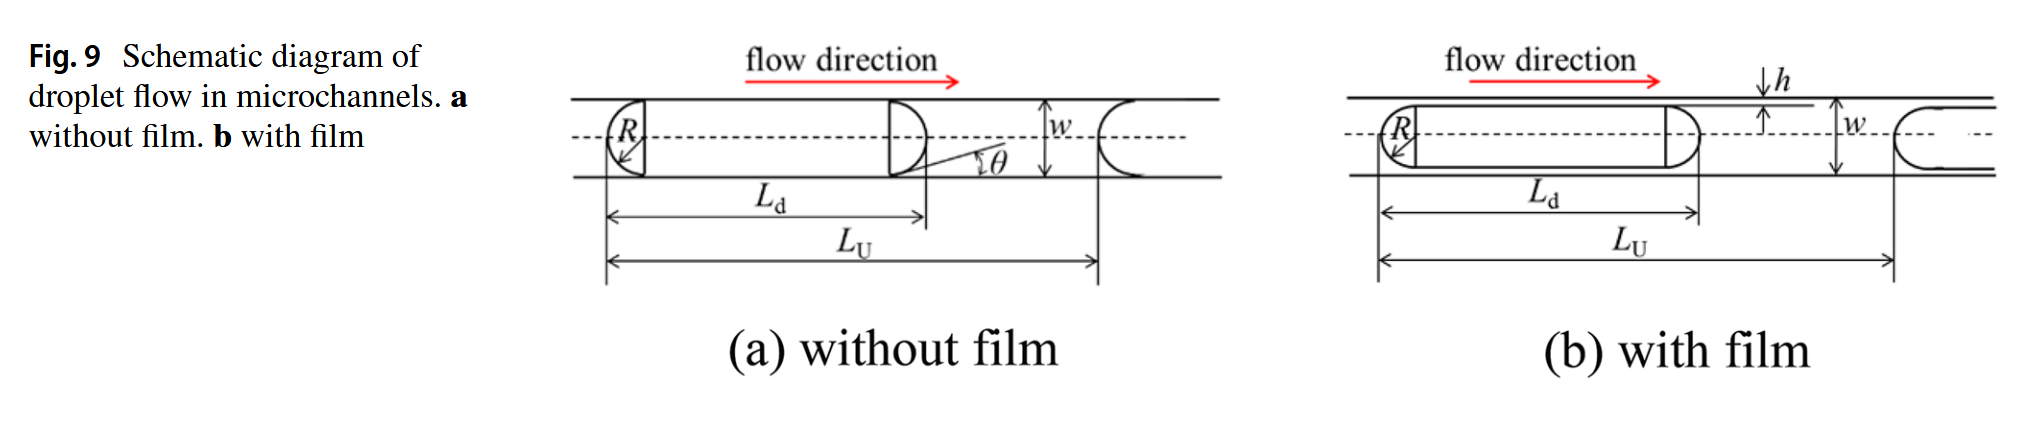 Fig. 9 Schematic diagram of
droplet flow in microchannels. a
without film. b with film
flow direction
R
w
θ
L_d
L_U
(a) without film
flow direction
h
R
w
L_d
L_U
(b) with film